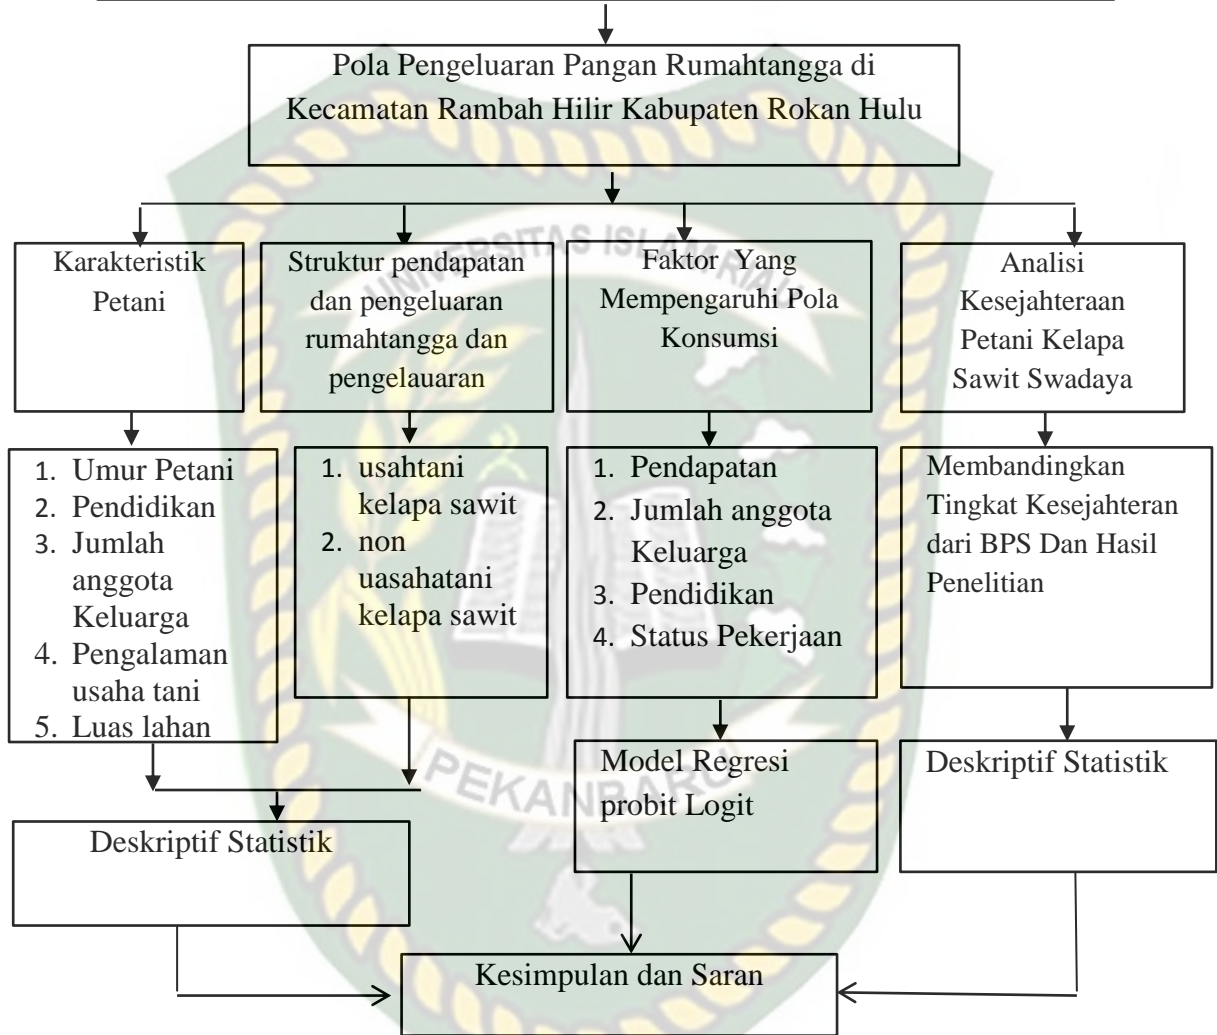 Pola Pengeluaran Pangan Rumahtangga di
Kecamatan Rambah Hilir Kabupaten Rokan Hulu
Karakteristik
Petani
Struktur pendapatan
dan pengeluaran
rumahtangga dan
pengelauaran
Faktor Yang
Mempengaruhi Pola
Konsumsi
Analisi
Kesejahteraan
Petani Kelapa
Sawit Swadaya
1. Umur Petani
2. Pendidikan
3. Jumlah
anggota
Keluarga
4. Pengalaman
usaha tani
5. Luas lahan
1. usahtani
kelapa sawit
2. non
uasahatani
kelapa sawit
1. Pendapatan
2. Jumlah anggota
Keluarga
3. Pendidikan
4. Status Pekerjaan
Membandingkan
Tingkat Kesejahteran
dari BPS Dan Hasil
Penelitian
Deskriptif Statistik
Model Regresi
probit Logit
Deskriptif Statistik
Kesimpulan dan Saran
UNIVERSITAS ISLAM RIAU
PEKANBARU